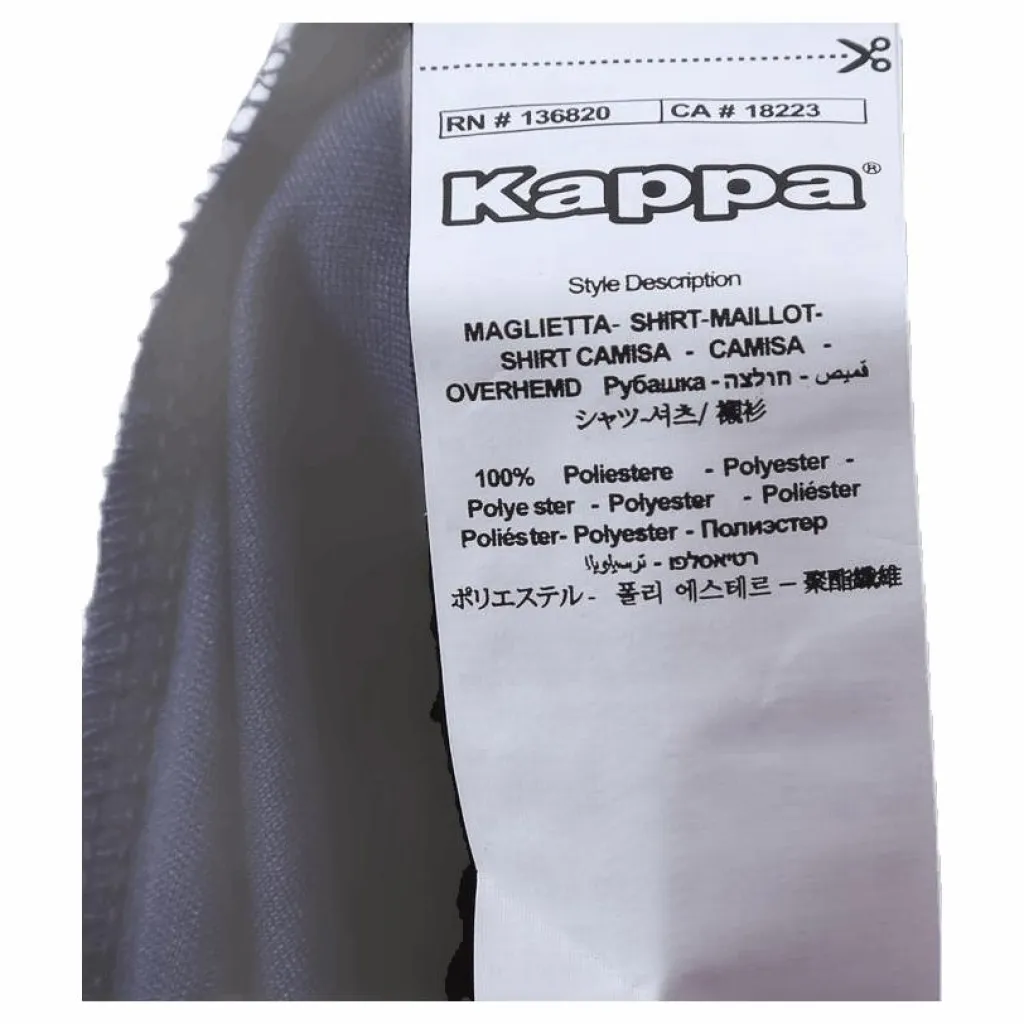 RN # 136820 CA # 18223
Kappa®
Style Description
MAGLIETTA- SHIRT-MAILLOT-
SHIRT CAMISA - CAMISA -
OVERHEMD Рубашка - חולצה - قميص
シャツ-셔츠/ 襯衫
100% Poliestere - Polyester -
Polye ster - Polyester - Poliéster
Poliéster- Polyester - Полиэстер
רטיאסלפו -
ポリエステル - 폴리 에스테르 — 聚酯纖維